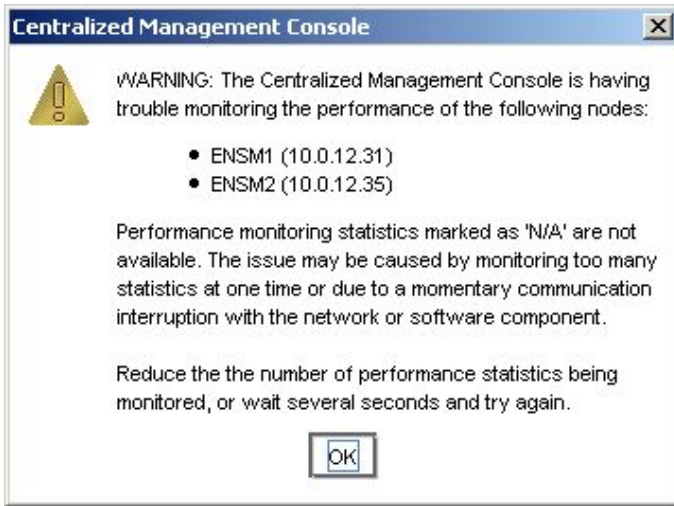 Centralized Management Console
WARNING: The Centralized Management Console is having
trouble monitoring the performance of the following nodes:
• ENSM1 (10.0.12.31)
• ENSM2 (10.0.12.35)
Performance monitoring statistics marked as 'N/A' are not
available. The issue may be caused by monitoring too many
statistics at one time or due to a momentary communication
interruption with the network or software component.
Reduce the the number of performance statistics being
monitored, or wait several seconds and try again.
OK